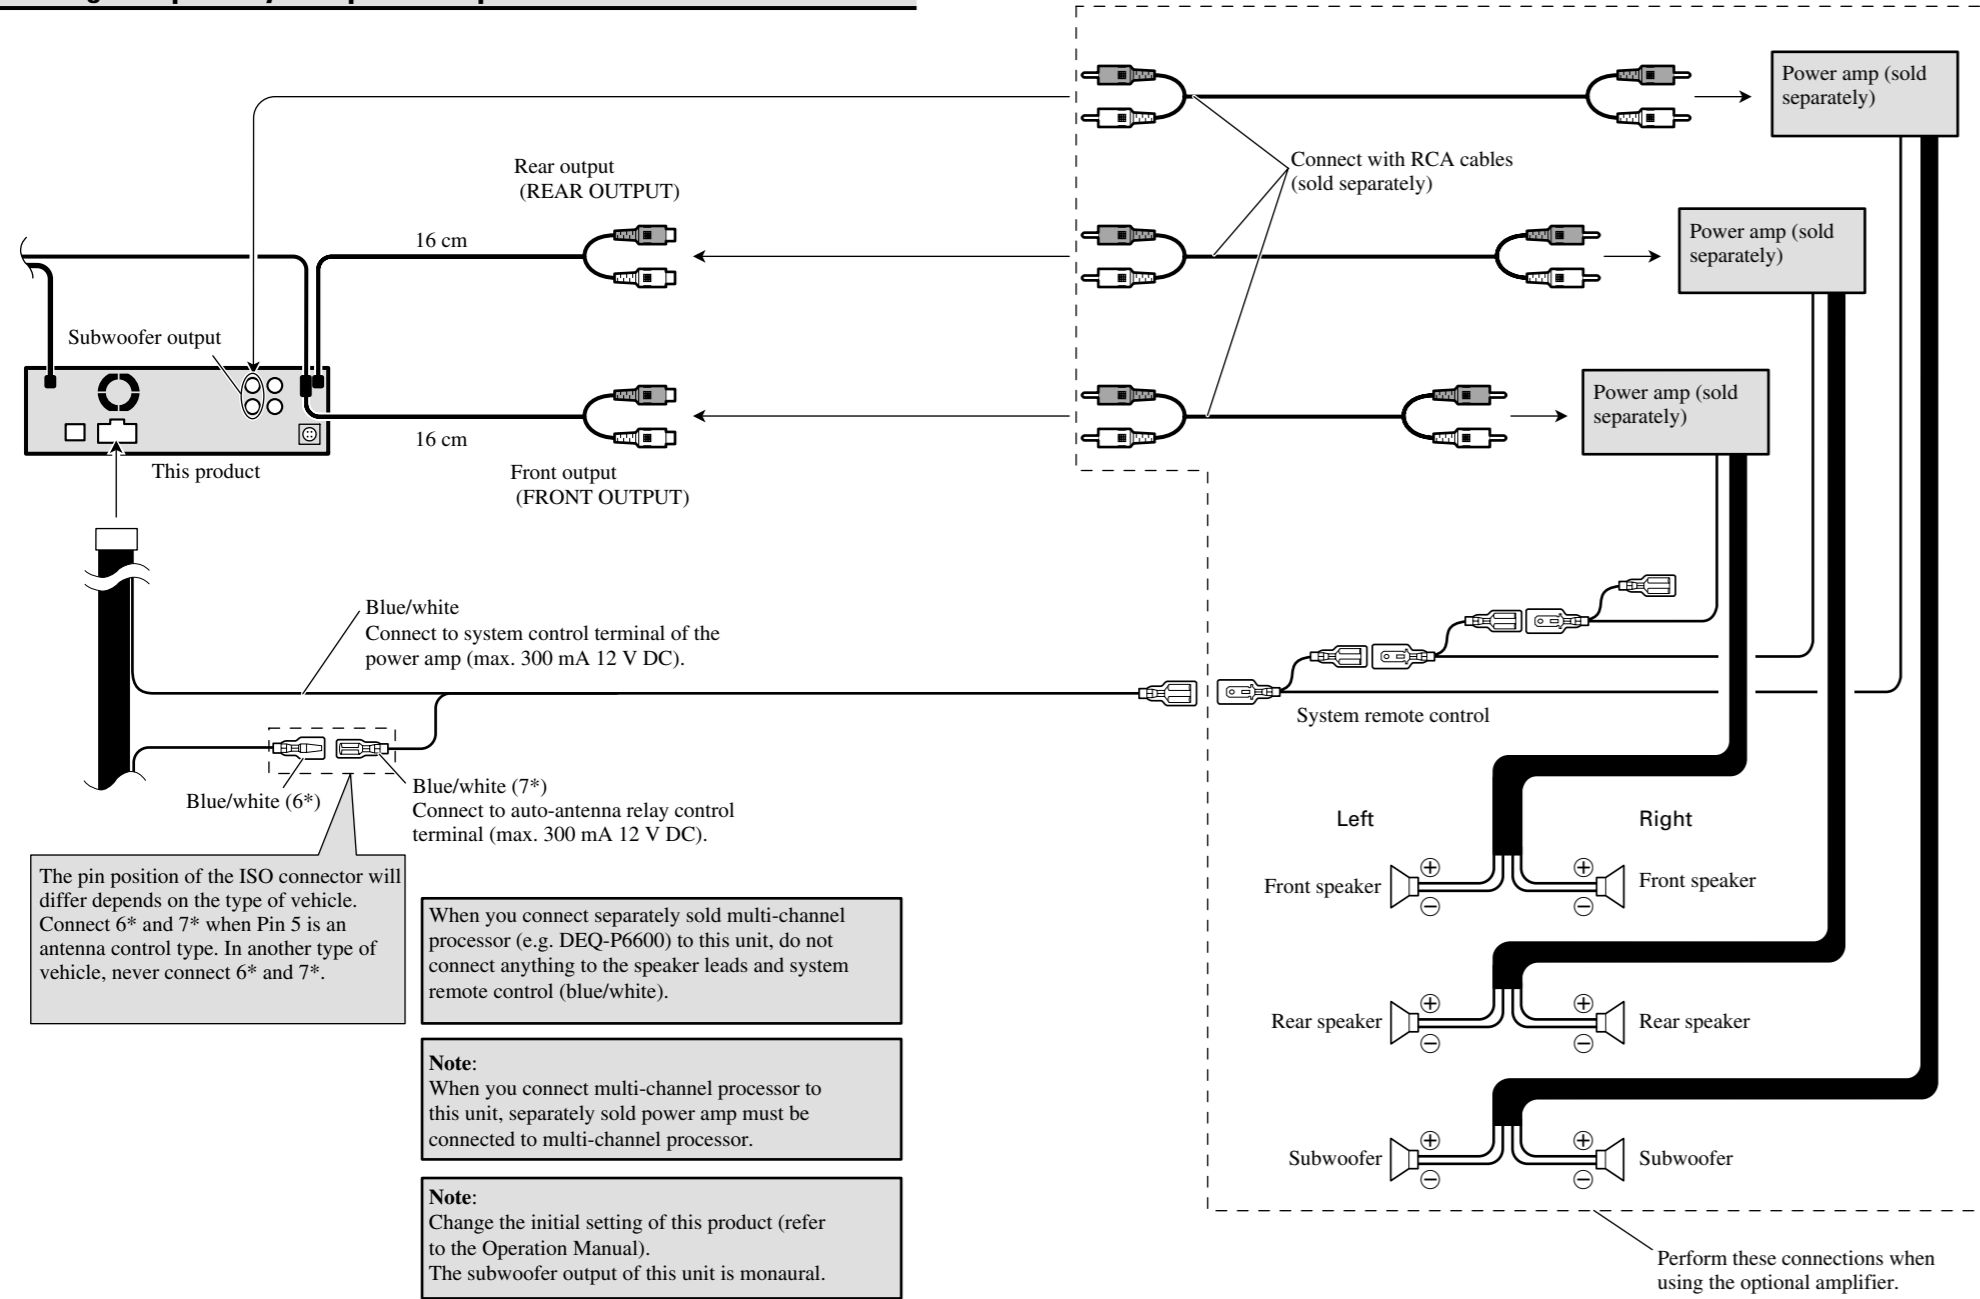 Power amp (sold
separately)
Connect with RCA cables
(sold separately)
Rear output
(REAR OUTPUT)
16 cm
Power amp (sold
separately)
Subwoofer output
Power amp (sold
separately)
16 cm
This product
Front output
(FRONT OUTPUT)
Blue/white
Connect to system control terminal of the
power amp (max. 300 mA 12 V DC).
System remote control
Blue/white (6*)
Blue/white (7*)
Connect to auto-antenna relay control
terminal (max. 300 mA 12 V DC).
The pin position of the ISO connector will
differ depends on the type of vehicle.
Connect 6* and 7* when Pin 5 is an
antenna control type. In another type of
vehicle, never connect 6* and 7*.
When you connect separately sold multi-channel
processor (e.g. DEQ-P6600) to this unit, do not
connect anything to the speaker leads and system
remote control (blue/white).
Note:
When you connect multi-channel processor to
this unit, separately sold power amp must be
connected to multi-channel processor.
Note:
Change the initial setting of this product (refer
to the Operation Manual).
The subwoofer output of this unit is monaural.
Left
Right
Front speaker
+
−
+
−
Front speaker
Rear speaker
+
−
+
−
Rear speaker
Subwoofer
+
−
+
−
Subwoofer
Perform these connections when
using the optional amplifier.